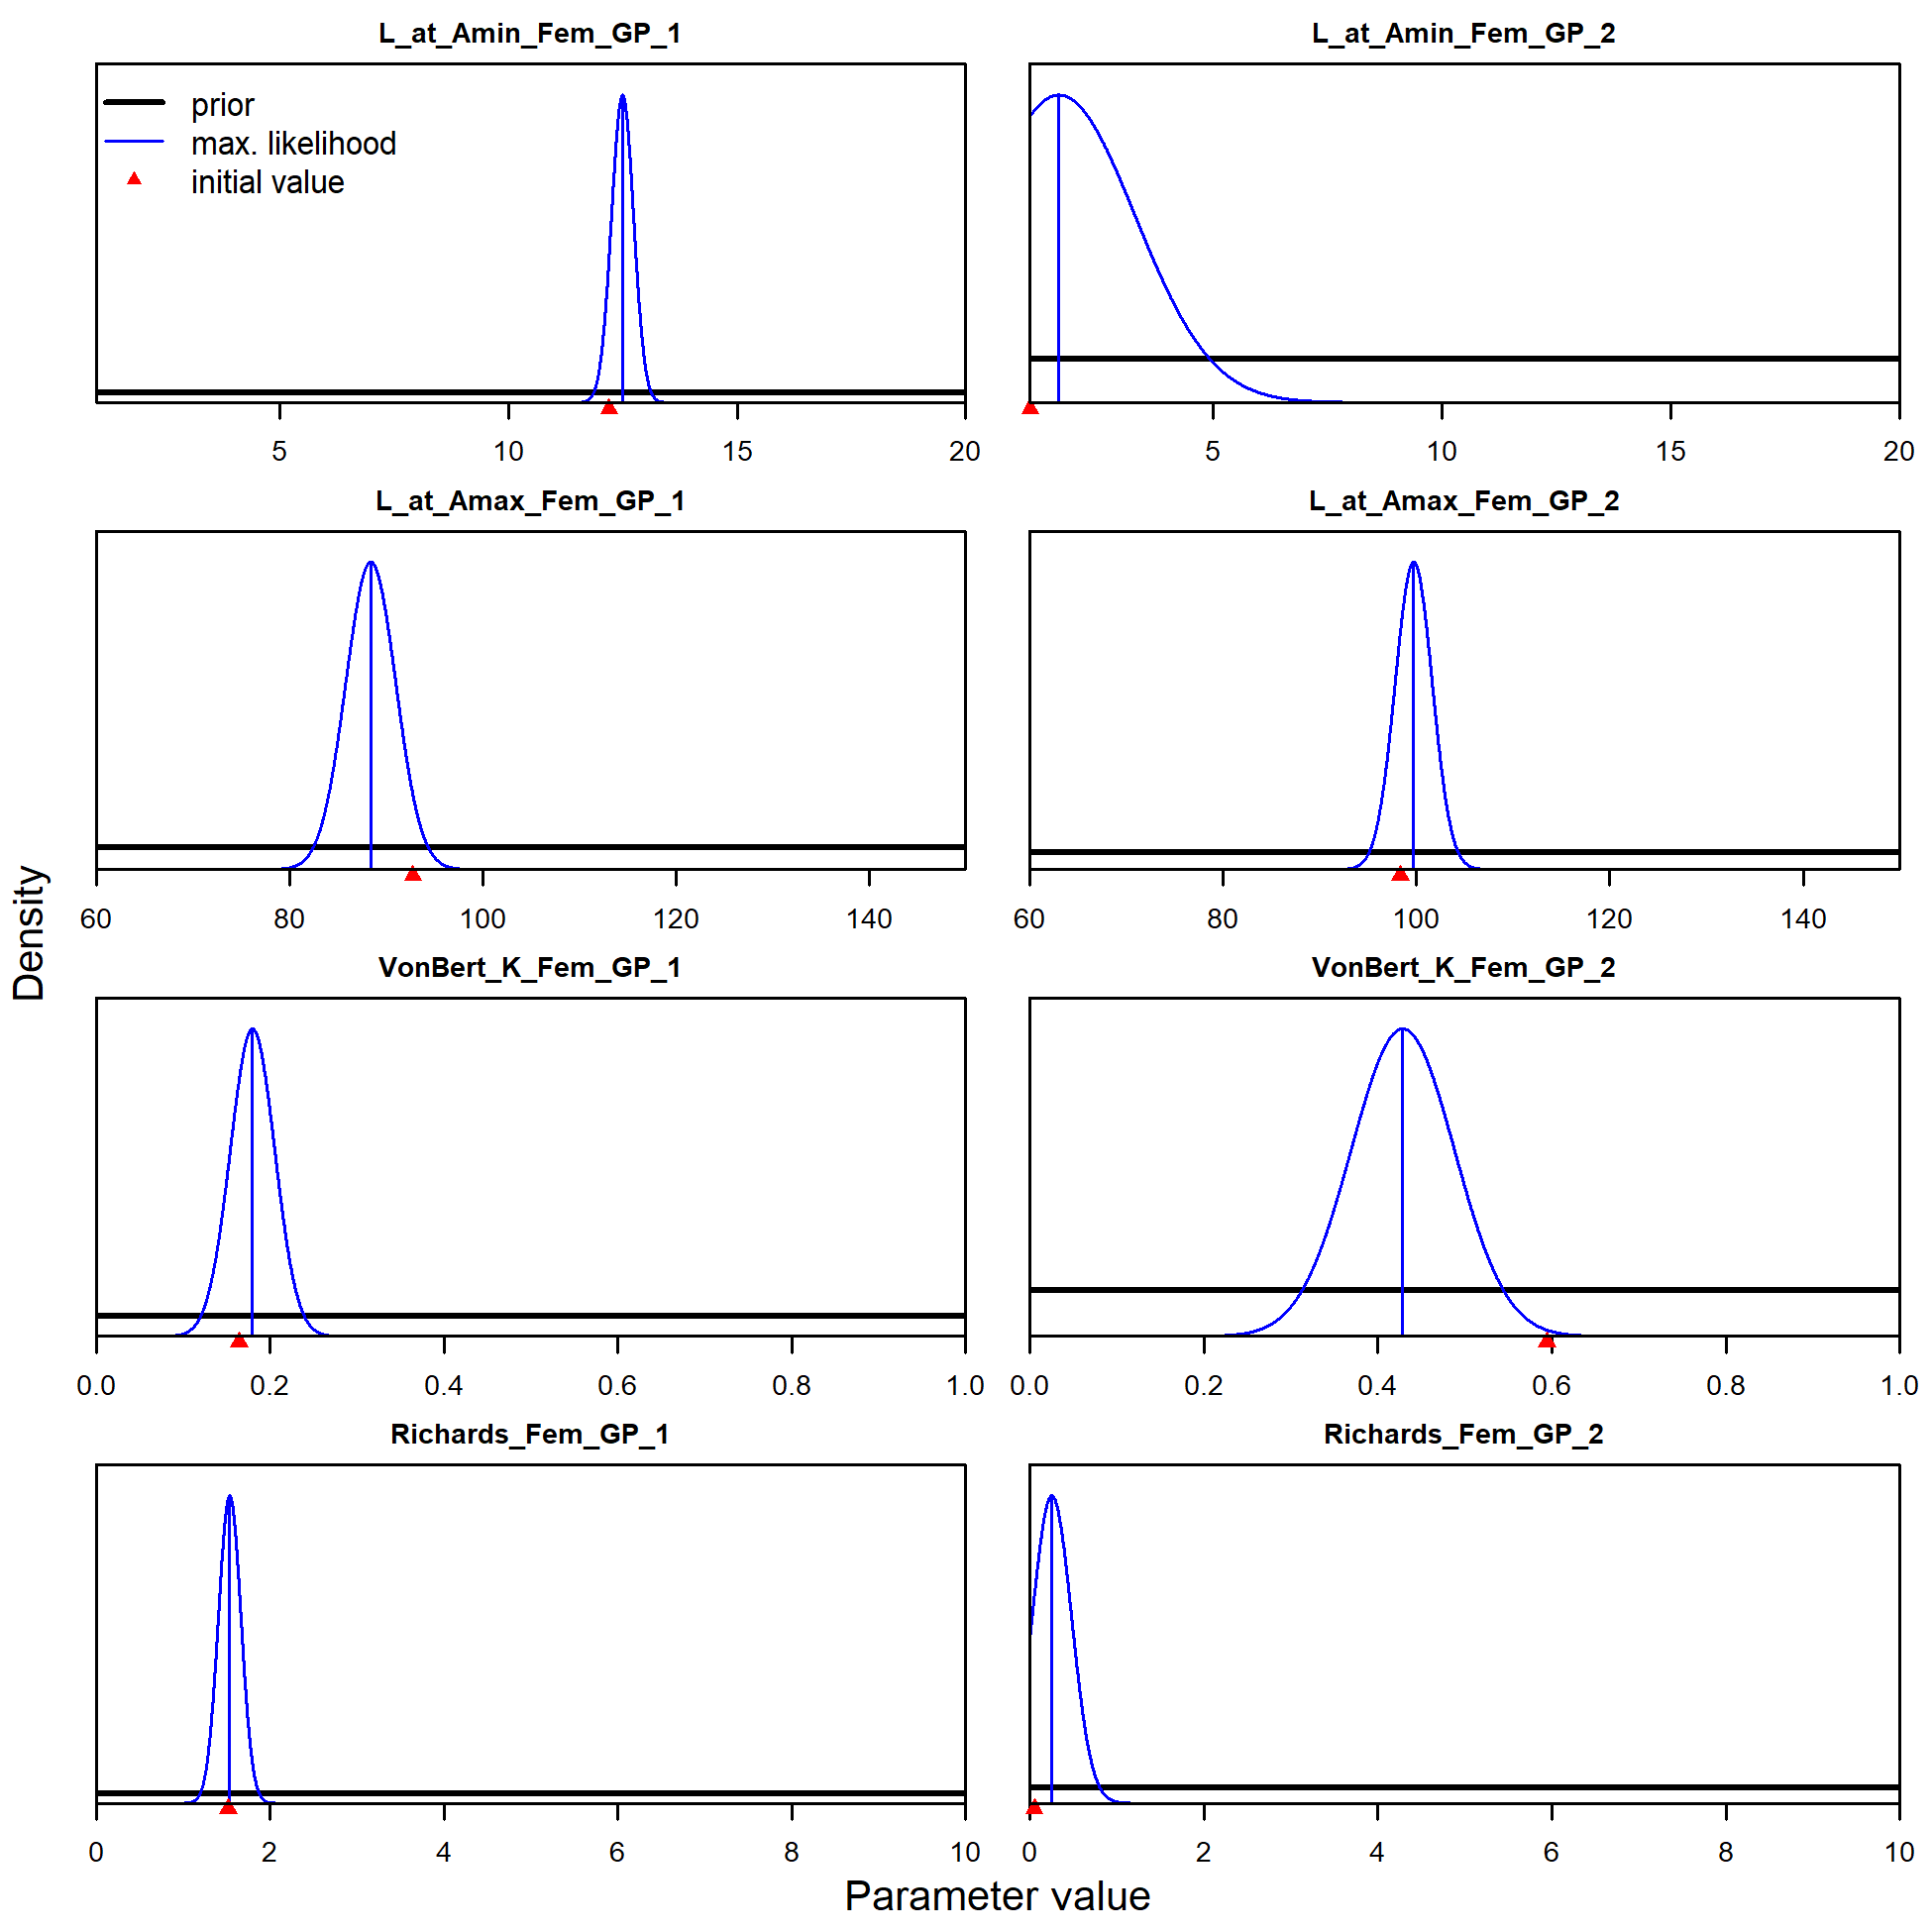 L_at_Amin_Fem_GP_1
prior
max. likelihood
initial value
5 10 15 20
L_at_Amin_Fem_GP_2
5 10 15 20
L_at_Amax_Fem_GP_1
60 80 100 120 140
L_at_Amax_Fem_GP_2
60 80 100 120 140
Density
VonBert_K_Fem_GP_1
0.0 0.2 0.4 0.6 0.8 1.0
VonBert_K_Fem_GP_2
0.0 0.2 0.4 0.6 0.8 1.0
Richards_Fem_GP_1
0 2 4 6 8 10
Richards_Fem_GP_2
0 2 4 6 8 10
Parameter value